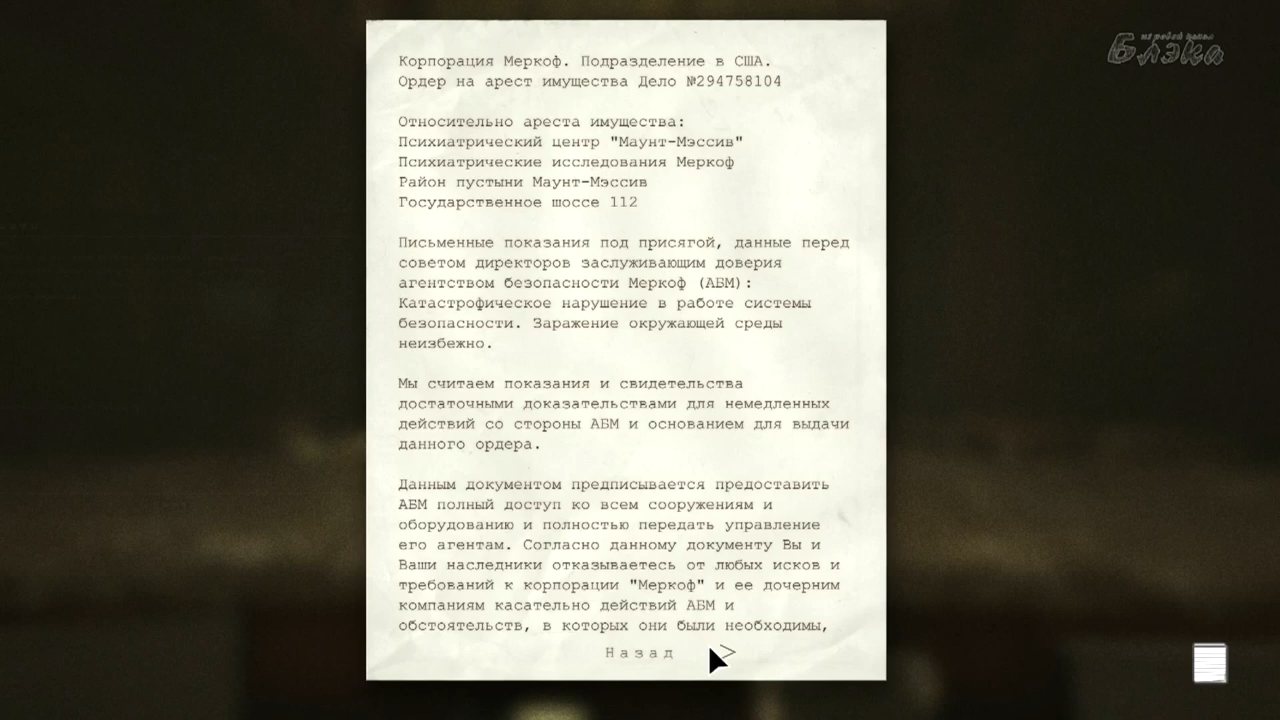 Корпорация Меркоф. Подразделение в США.
Ордер на арест имущества Дело №294758104
Относительно ареста имущества:
Психиатрический центр "Маунт-Мэссив"
Психиатрические исследования Меркоф
Район пустыни Маунт-Мэссив
Государственное шоссе 112
Письменные показания под присягой, данные перед
советом директоров заслуживающим доверия
агентством безопасности Меркоф (АБМ):
Катастрофическое нарушение в работе системы
безопасности. Заражение окружающей среды
неизбежно.
Мы считаем показания и свидетельства
достаточными доказательствами для немедленных
действий со стороны АБМ и основанием для выдачи
данного ордера.
Данным документом предписывается предоставить
АБМ полный доступ ко всем сооружениям и
оборудованию и полностью передать управление
его агентам. Согласно данному документу Вы и
Ваши наследники отказываетесь от любых исков и
требований к корпорации "Меркоф" и ее дочерним
компаниям касательно действий АБМ и
обстоятельств, в которых они были необходимы,
Назад >
Блэка